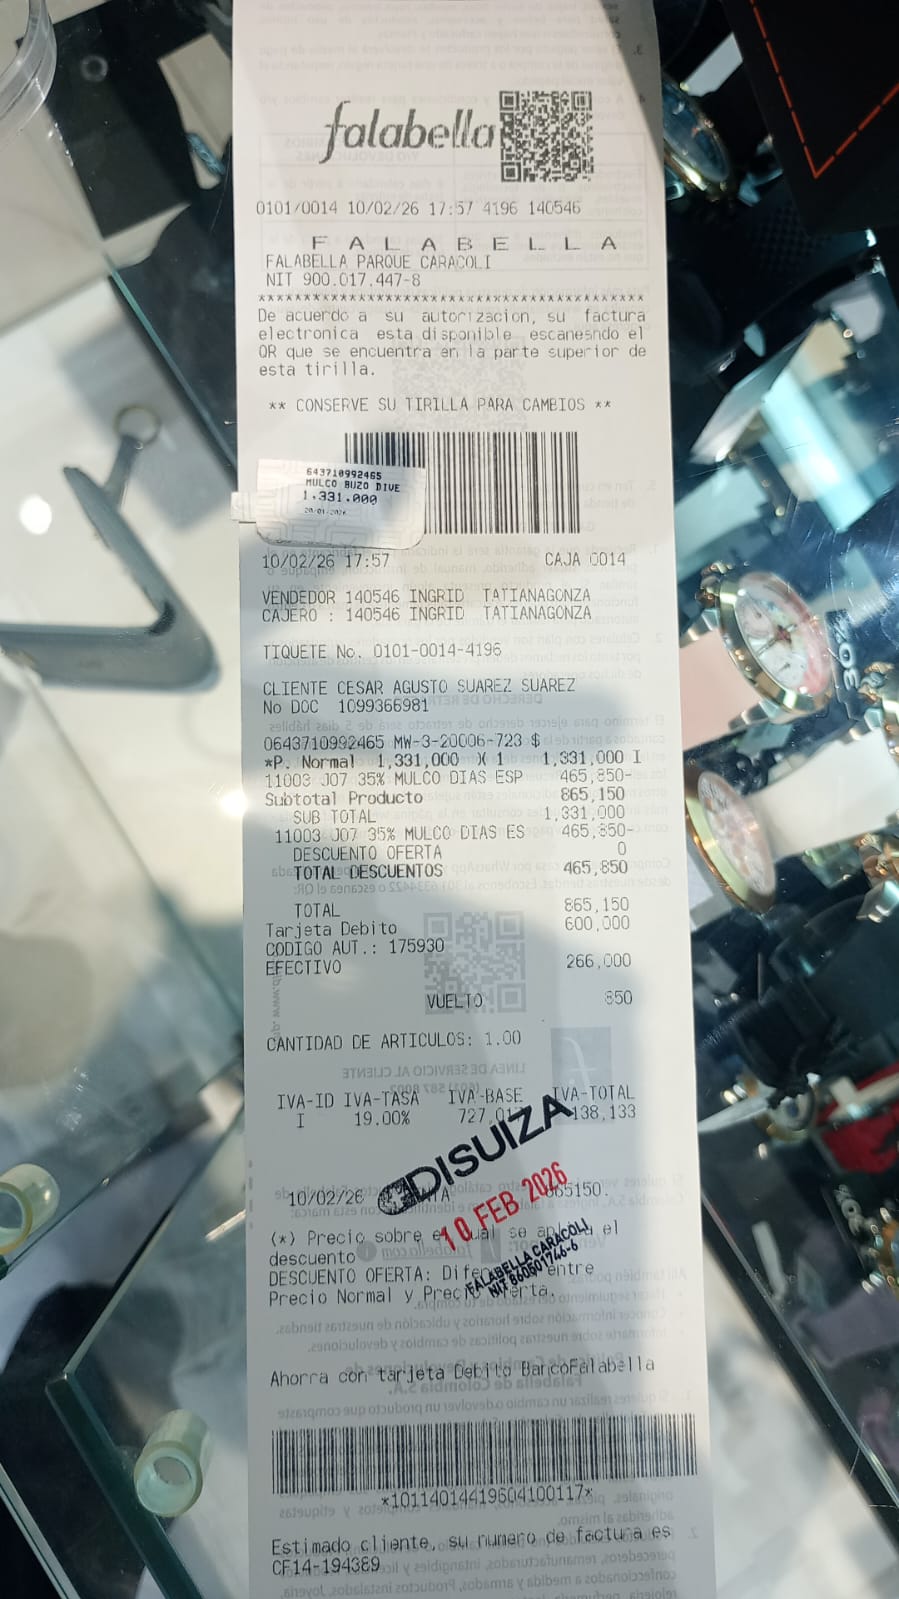 falabella
0101/0014 10/02/26 17:57 4196 140546
F A L A B E L L A
FALABELLA PARQUE CARACOLI
NIT 900.017.447-8
******************************************
De acuerdo a su autorizacion, su factura
electronica esta disponible escaneando el
QR que se encuentra en la parte superior de
esta tirilla.
** CONSERVE SU TIRILLA PARA CAMBIOS **
643710992465
MULCO BUZO DIVE
1.331.000
20/01/2026
10/02/26 17:57 CAJA 0014
VENDEDOR 140546 INGRID TATIANAGONZA
CAJERO : 140546 INGRID TATIANAGONZA
TIQUETE No. 0101-0014-4196
CLIENTE CESAR AGUSTO SUAREZ SUAREZ
No DOC 1099366981
0643710992465 MW-3-20006-723 $
*P. Normal 1,331,000 X 1 1,331,000 I
11003 J07 35% MULCO DIAS ESP 465,850-
Subtotal Producto 865,150
SUB TOTAL 1,331,000
11003 J07 35% MULCO DIAS ES 465,850-
DESCUENTO OFERTA 0
TOTAL DESCUENTOS 465,850
TOTAL 865,150
Tarjeta Debito 600,000
CODIGO AUT.: 175930
EFECTIVO 266,000
VUELTO 850
CANTIDAD DE ARTICULOS: 1.00
IVA-ID IVA-TASA IVA-BASE IVA-TOTAL
I 19.00% 138,133
DISUIZA
10 FEB 2026
FALABELLA CARACOLI
NIT 860501746-6
10/02/26 865150.
(*) Precio sobre el cual se aplica el
descuento
DESCUENTO OFERTA: Diferencia entre
Precio Normal y Precio Oferta.
Ahorra con tarjeta Debito BancoFalabella
*10114014419604100117*
Estimado cliente, su numero de factura es
CF14-194389